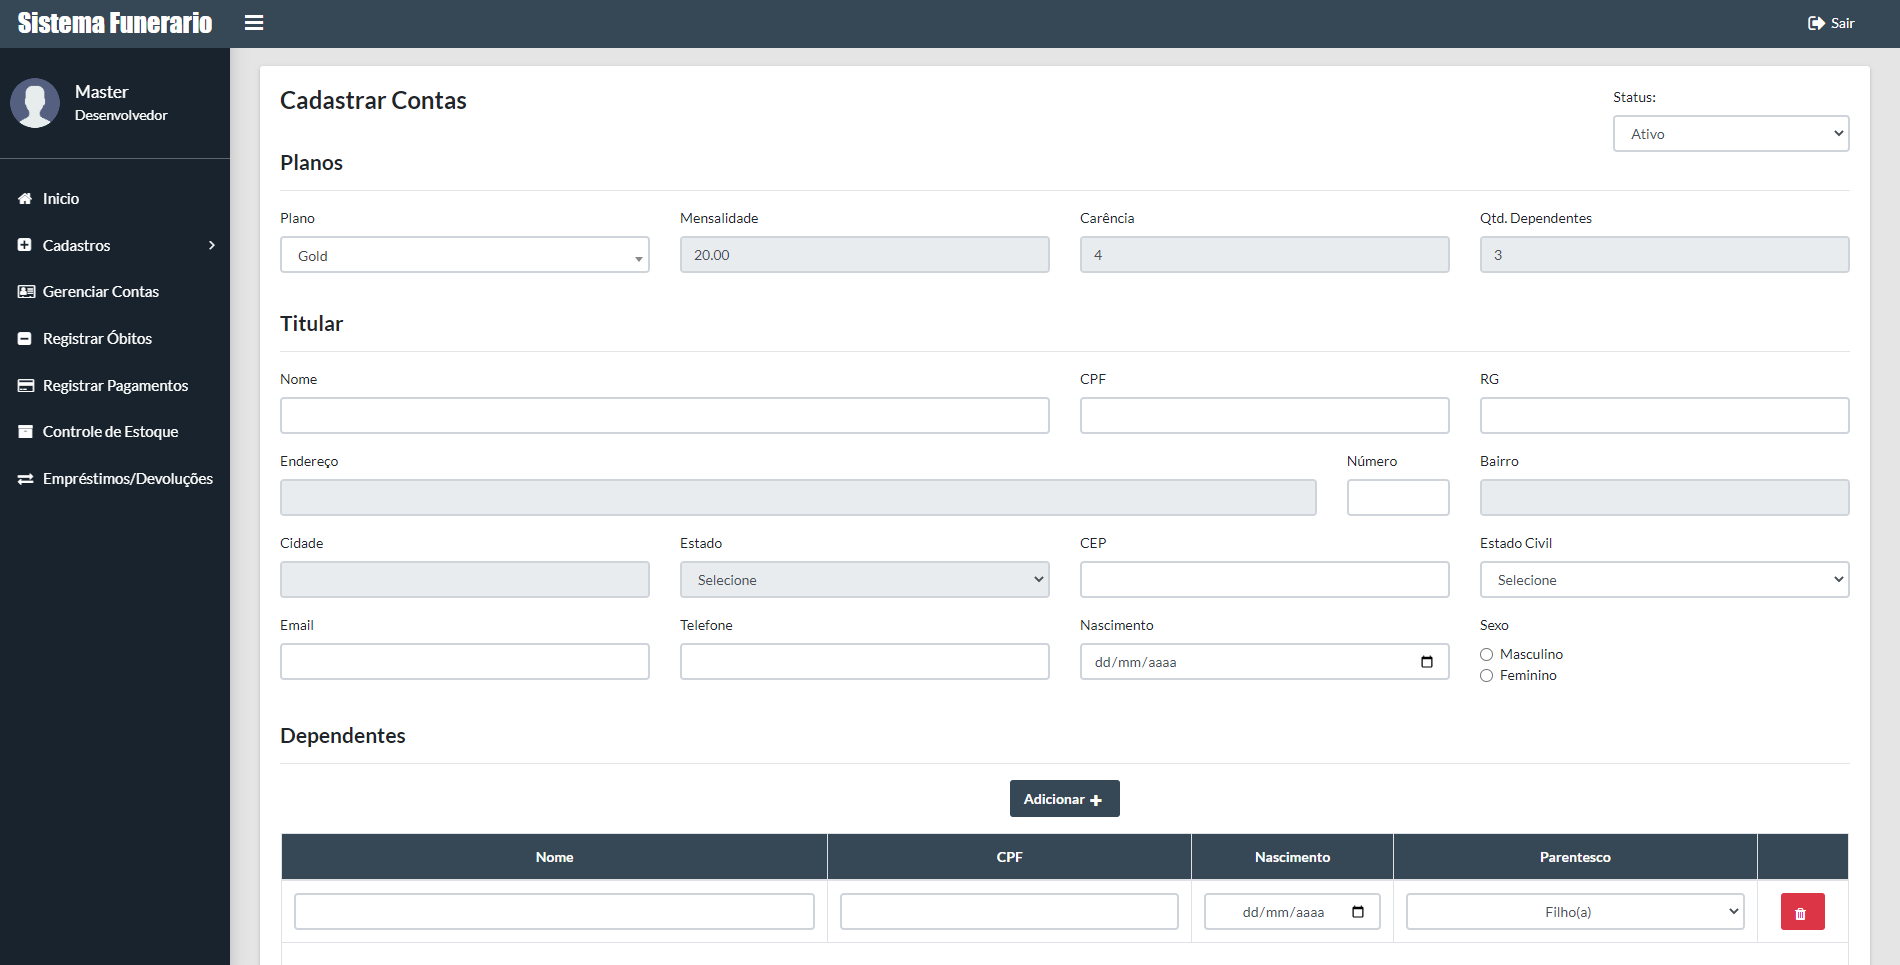 Sistema Funerario
Sair
Master
Desenvolvedor
Inicio
Cadastros
Gerenciar Contas
Registrar Óbitos
Registrar Pagamentos
Controle de Estoque
Empréstimos/Devoluções
Cadastrar Contas
Status:
Ativo
Planos
Plano Mensalidade Carência Qtd. Dependentes
Gold 20.00 4 3
Titular
Nome CPF RG
Endereço Número Bairro
Cidade Estado CEP Estado Civil
Selecione Selecione
Email Telefone Nascimento Sexo
dd/mm/aaaa Masculino
Feminino
Dependentes
Adicionar
Nome CPF Nascimento Parentesco
dd/mm/aaaa Filho(a)